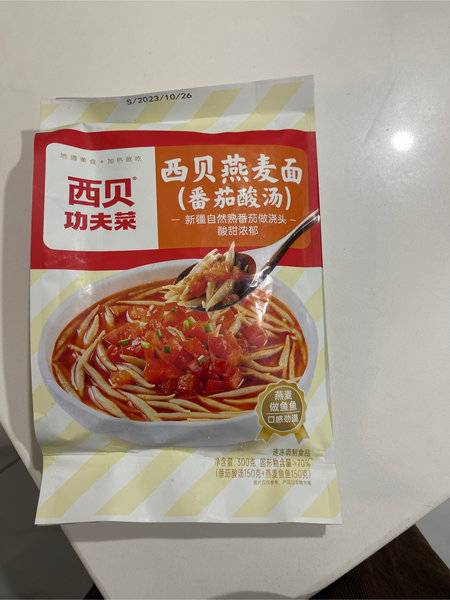 S/2023/10/26
地道美食·加热就吃
西贝®
功夫菜
西贝燕麦面
(番茄酸汤)
新疆自然熟番茄做浇头
酸甜浓郁
燕麦
做鱼鱼
口感劲道
速冻调制食品
净含量:300克 固形物含量≥70%
(番茄酸汤150克+燕麦鱼鱼150克)